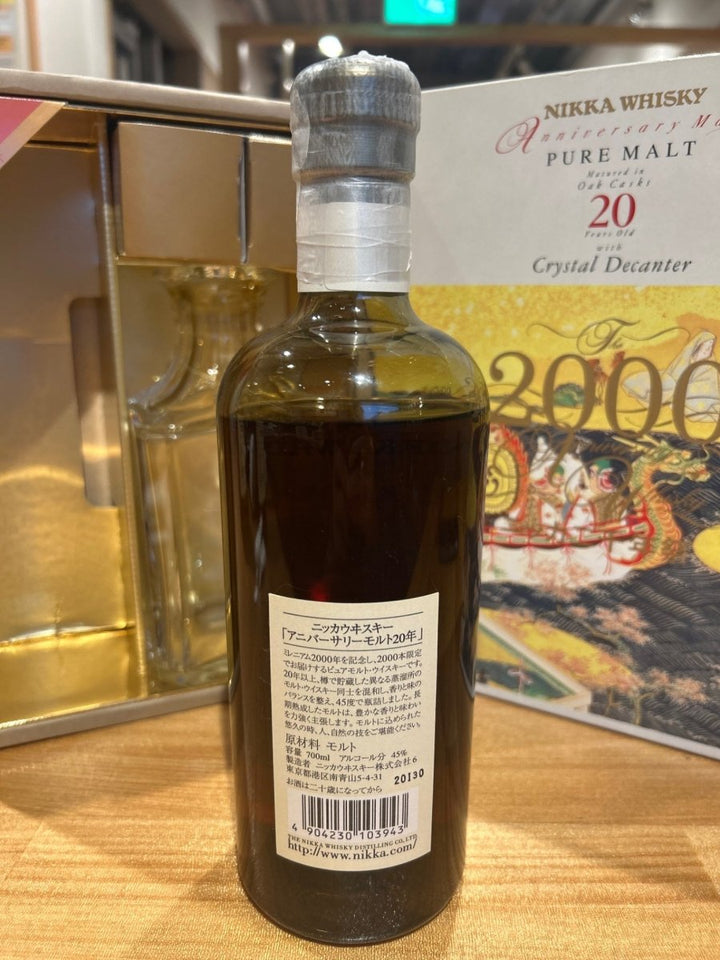 NIKKA WHISKY
Anniversary
PURE MALT
Matured in
Oak Casks
20
Years Old
with
Crystal Decanter
The
2000
ニッカウヰスキー
「アニバーサリーモルト20年」
ミレニアム2000年を記念し、2000本限定
でお届けするピュアモルト・ウイスキーです。
20年以上、樽で貯蔵した異なる蒸溜所の
モルト・ウイスキー同士を混和し、香りと味の
バランスを整え、45度で瓶詰しました。長
期熟成したモルトは、豊かな香りと味わい
を力強く主張します。モルトに込められた
悠久の時、人、自然の技をご堪能ください。
原材料 モルト
容量 700ml アルコール分 45%
製造者 ニッカウヰスキー株式会社6
東京都港区南青山5-4-31 20130
お酒は二十歳になってから
4 904230 103943
THE NIKKA WHISKY DISTILLING CO.,LTD.
http://www.nikka.com/